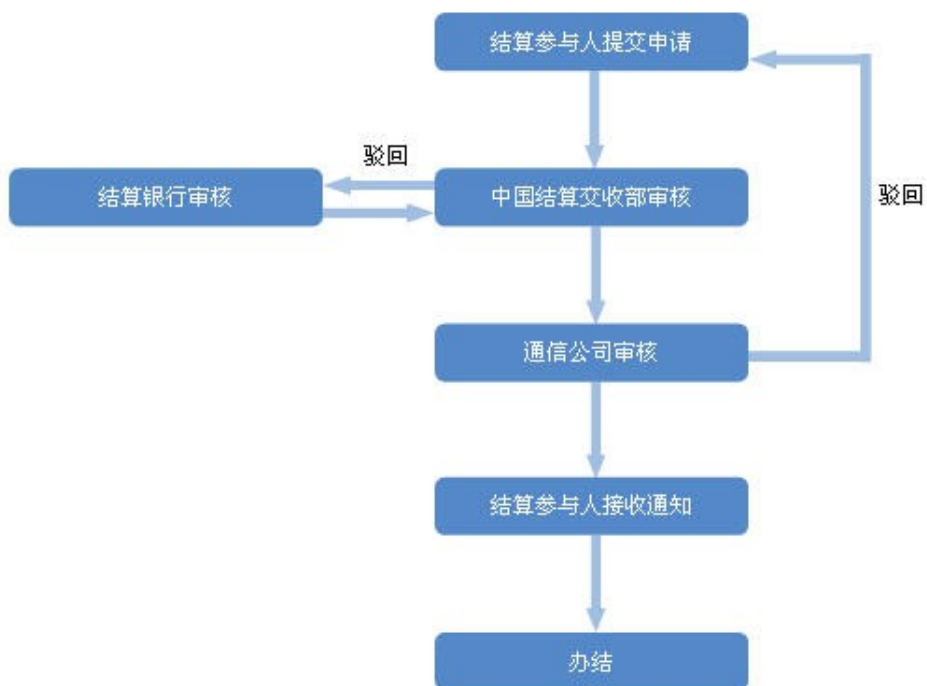 结算参与人提交申请
驳回
结算银行审核
中国结算交收部审核
驳回
通信公司审核
结算参与人接收通知
办结